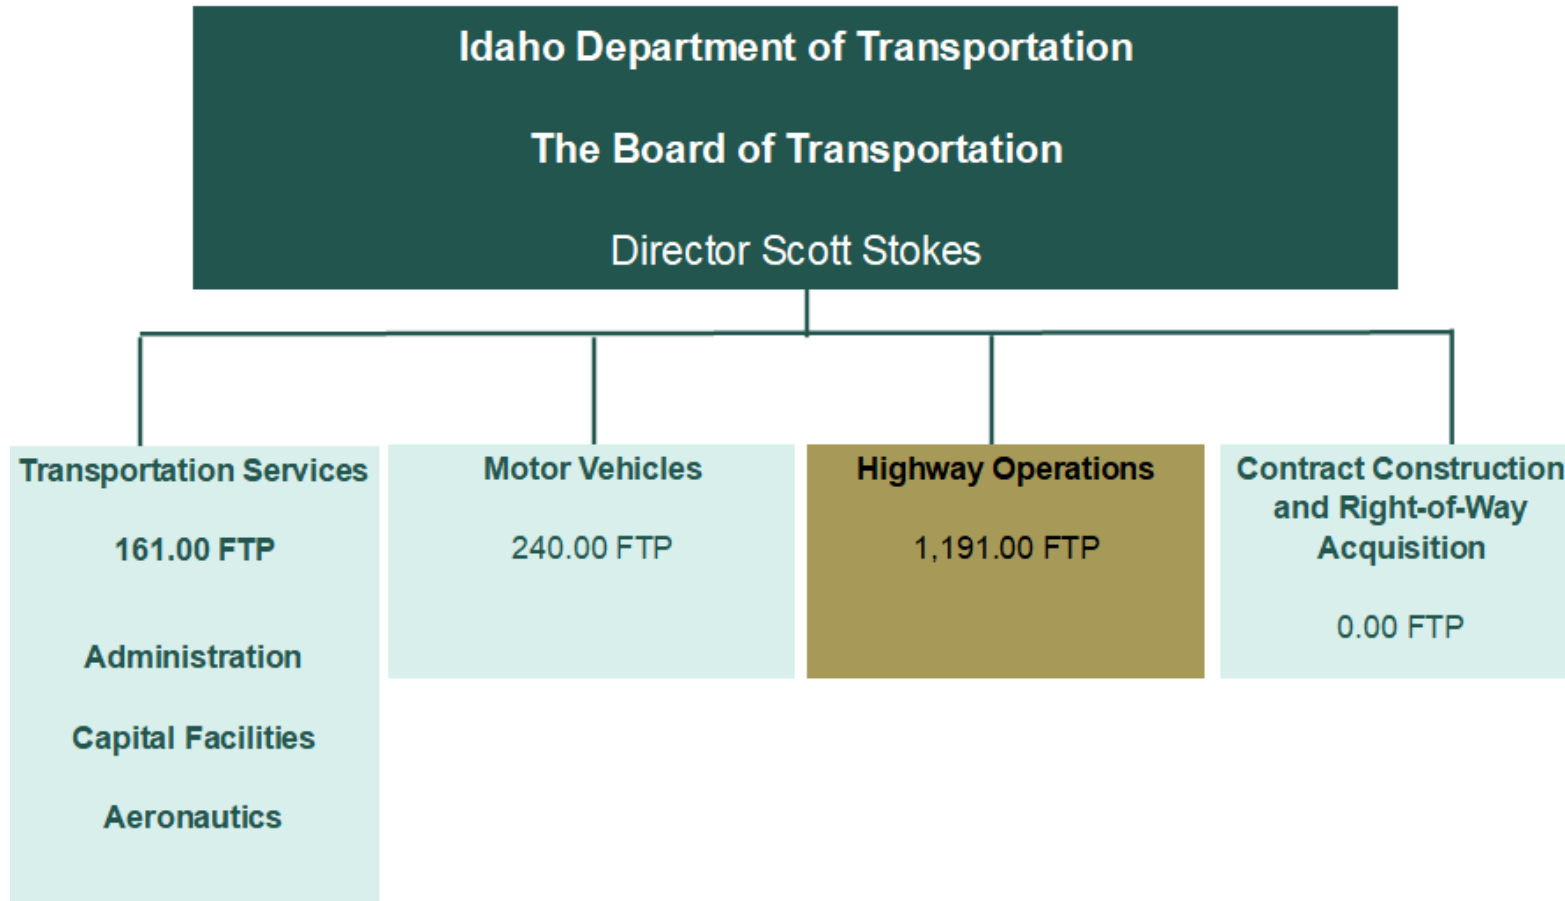 Idaho Department of Transportation
The Board of Transportation
Director Scott Stokes
Transportation Services
161.00 FTP
Administration
Capital Facilities
Aeronautics
Motor Vehicles
240.00 FTP
Highway Operations
1,191.00 FTP
Contract Construction
and Right-of-Way
Acquisition
0.00 FTP